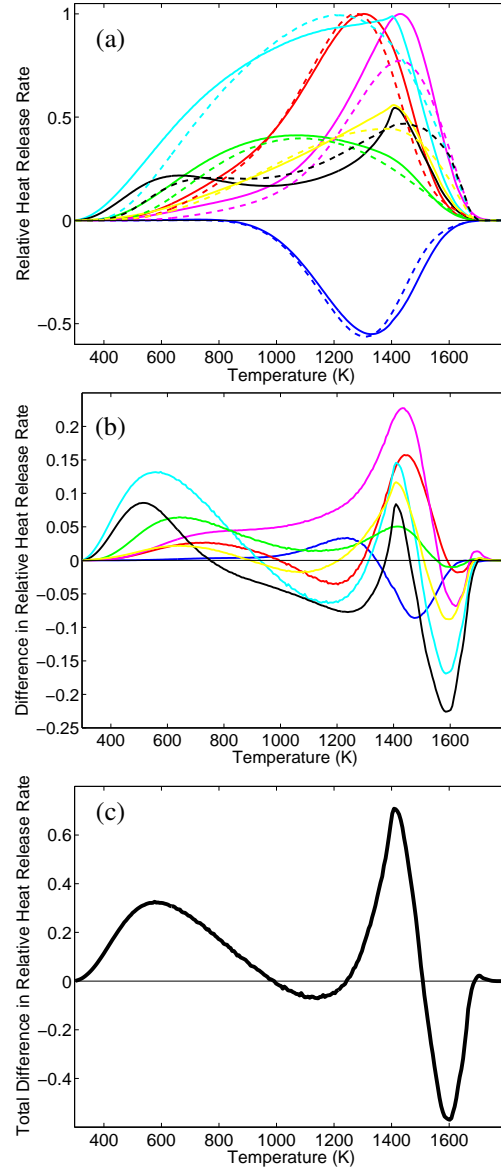 (a)
1
0.5
0
−0.5
Relative Heat Release Rate
400 600 800 1000 1200 1400 1600
Temperature (K)
(b)
0.2
0.15
0.1
0.05
0
−0.05
−0.1
−0.15
−0.2
−0.25
Difference in Relative Heat Release Rate
400 600 800 1000 1200 1400 1600
Temperature (K)
(c)
0.6
0.4
0.2
0
−0.2
−0.4
Total Difference in Relative Heat Release Rate
400 600 800 1000 1200 1400 1600
Temperature (K)